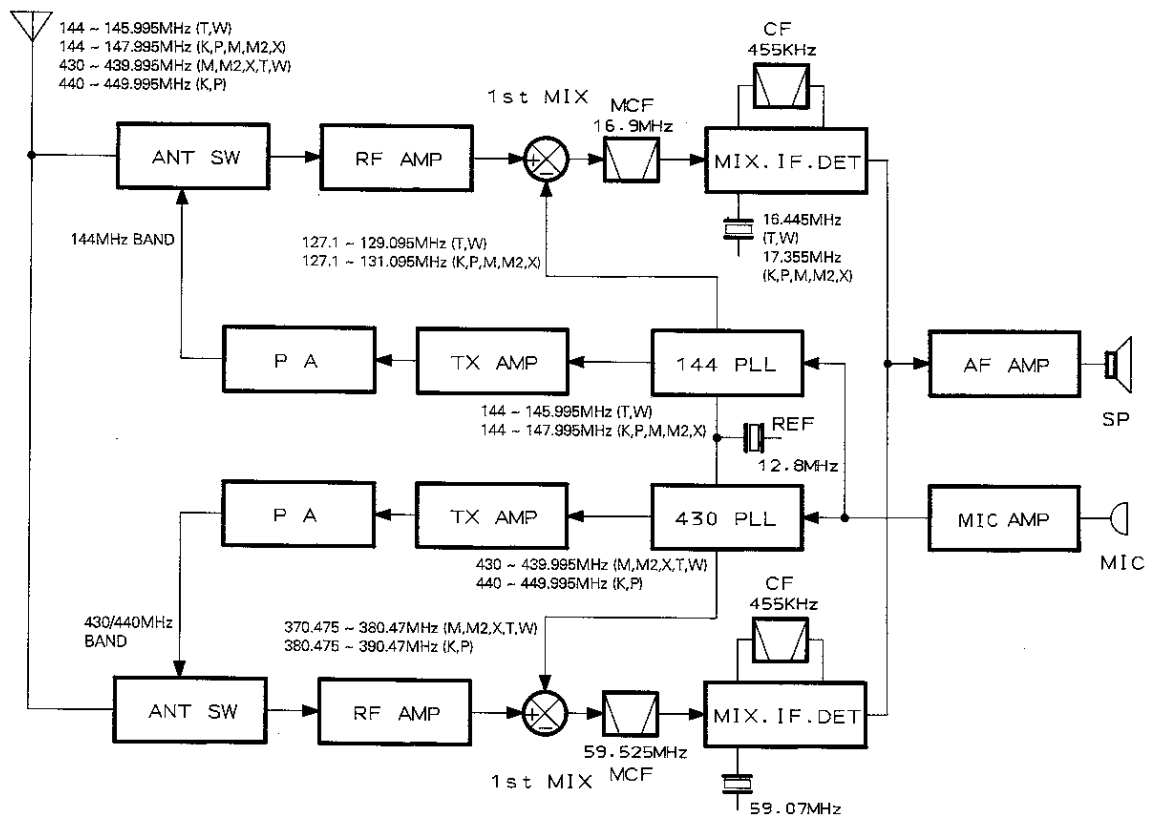 144 ~ 145.995MHz (T,W)
144 ~ 147.995MHz (K,P,M,M2,X)
430 ~ 439.995MHz (M,M2,X,T,W)
440 ~ 449.995MHz (K,P)
CF
455KHz
1st MIX
MCF
16.9MHz
ANT SW
RF AMP
+
−
MIX.IF.DET
144MHz BAND
127.1 ~ 129.095MHz (T,W)
127.1 ~ 131.095MHz (K,P,M,M2,X)
16.445MHz
(T,W)
17.355MHz
(K,P,M,M2,X)
P A
TX AMP
144 PLL
AF AMP
SP
144 ~ 145.995MHz (T,W)
144 ~ 147.995MHz (K,P,M,M2,X)
REF
12.8MHz
P A
TX AMP
430 PLL
MIC AMP
MIC
430 ~ 439.995MHz (M,M2,X,T,W)
440 ~ 449.995MHz (K,P)
CF
455KHz
430/440MHz
BAND
370.475 ~ 380.47MHz (M,M2,X,T,W)
380.475 ~ 390.47MHz (K,P)
ANT SW
RF AMP
+
−
MIX.IF.DET
59.525MHz
MCF
1st MIX
59.07MHz